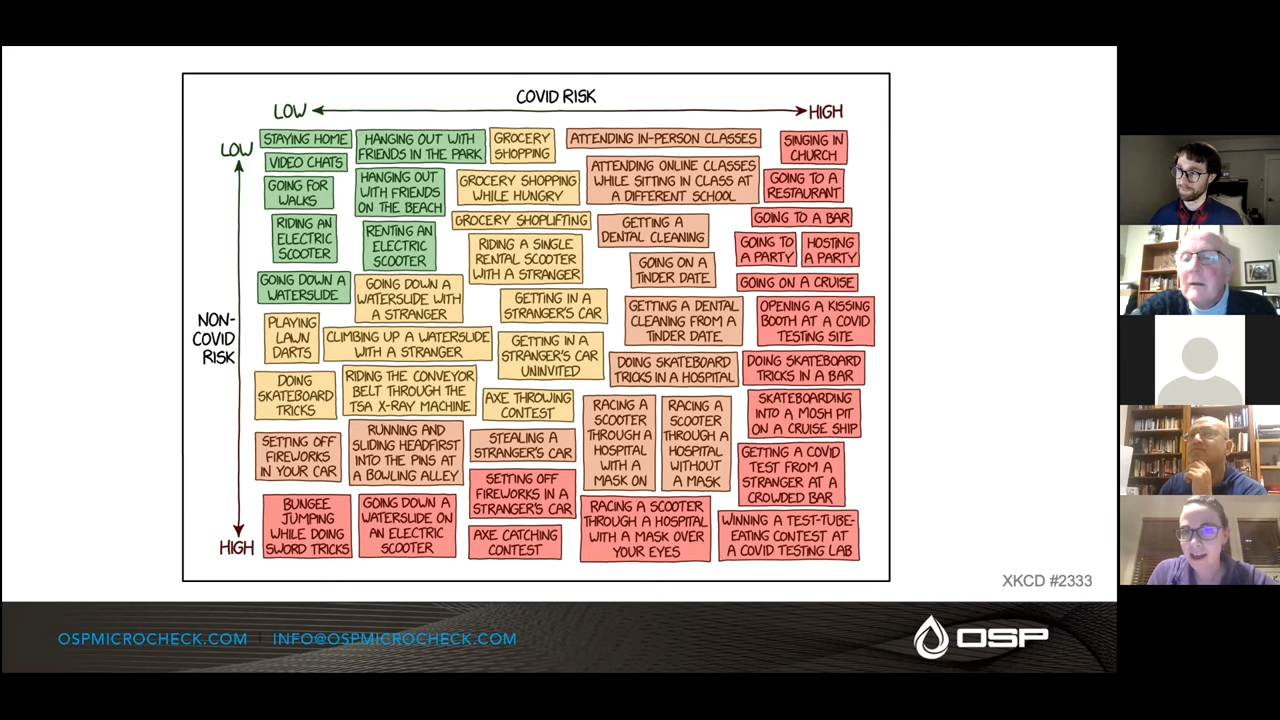 COVID RISK
LOW
HIGH
LOW
NON-
COVID
RISK
HIGH
STAYING HOME
HANGING OUT WITH
FRIENDS IN THE PARK
GROCERY
SHOPPING
ATTENDING IN-PERSON CLASSES
SINGING IN
CHURCH
VIDEO CHATS
GOING FOR
WALKS
HANGING OUT
WITH FRIENDS
ON THE BEACH
GROCERY SHOPPING
WHILE HUNGRY
ATTENDING ONLINE CLASSES
WHILE SITTING IN CLASS AT
A DIFFERENT SCHOOL
GOING TO A
RESTAURANT
GROCERY SHOPLIFTING
GETTING A
DENTAL CLEANING
GOING TO A BAR
RIDING AN
ELECTRIC
SCOOTER
RENTING AN
ELECTRIC
SCOOTER
RIDING A SINGLE
RENTAL SCOOTER
WITH A STRANGER
GOING ON A
TINDER DATE
GOING TO
A PARTY
HOSTING
A PARTY
GOING DOWN A
WATERSLIDE
GOING DOWN A
WATERSLIDE WITH
A STRANGER
GETTING IN A
STRANGER'S CAR
GETTING A DENTAL
CLEANING FROM A
TINDER DATE
GOING ON A CRUISE
OPENING A KISSING
BOOTH AT A COVID
TESTING SITE
PLAYING
LAWN
DARTS
CLIMBING UP A WATERSLIDE
WITH A STRANGER
GETTING IN A
STRANGER'S CAR
UNINVITED
DOING SKATEBOARD
TRICKS IN A HOSPITAL
DOING SKATEBOARD
TRICKS IN A BAR
DOING
SKATEBOARD
TRICKS
RIDING THE CONVEYOR
BELT THROUGH THE
TSA X-RAY MACHINE
AXE THROWING
CONTEST
RACING A
SCOOTER
THROUGH A
HOSPITAL
WITH A
MASK ON
RACING A
SCOOTER
THROUGH A
HOSPITAL
WITHOUT
A MASK
SKATEBOARDING
INTO A MOSH PIT
ON A CRUISE SHIP
SETTING OFF
FIREWORKS
IN YOUR CAR
RUNNING AND
SLIDING HEADFIRST
INTO THE PINS AT
A BOWLING ALLEY
STEALING A
STRANGER'S CAR
GETTING A COVID
TEST FROM A
STRANGER AT A
CROWDED BAR
SETTING OFF
FIREWORKS IN A
STRANGER'S CAR
BUNGEE
JUMPING
WHILE DOING
SWORD TRICKS
GOING DOWN A
WATERSLIDE ON
AN ELECTRIC
SCOOTER
AXE CATCHING
CONTEST
RACING A SCOOTER
THROUGH A HOSPITAL
WITH A MASK OVER
YOUR EYES
WINNING A TEST-TUBE-
EATING CONTEST AT
A COVID TESTING LAB
XKCD #2333
OSPMICROCHECK.COM | INFO@OSPMICROCHECK.COM
OSP